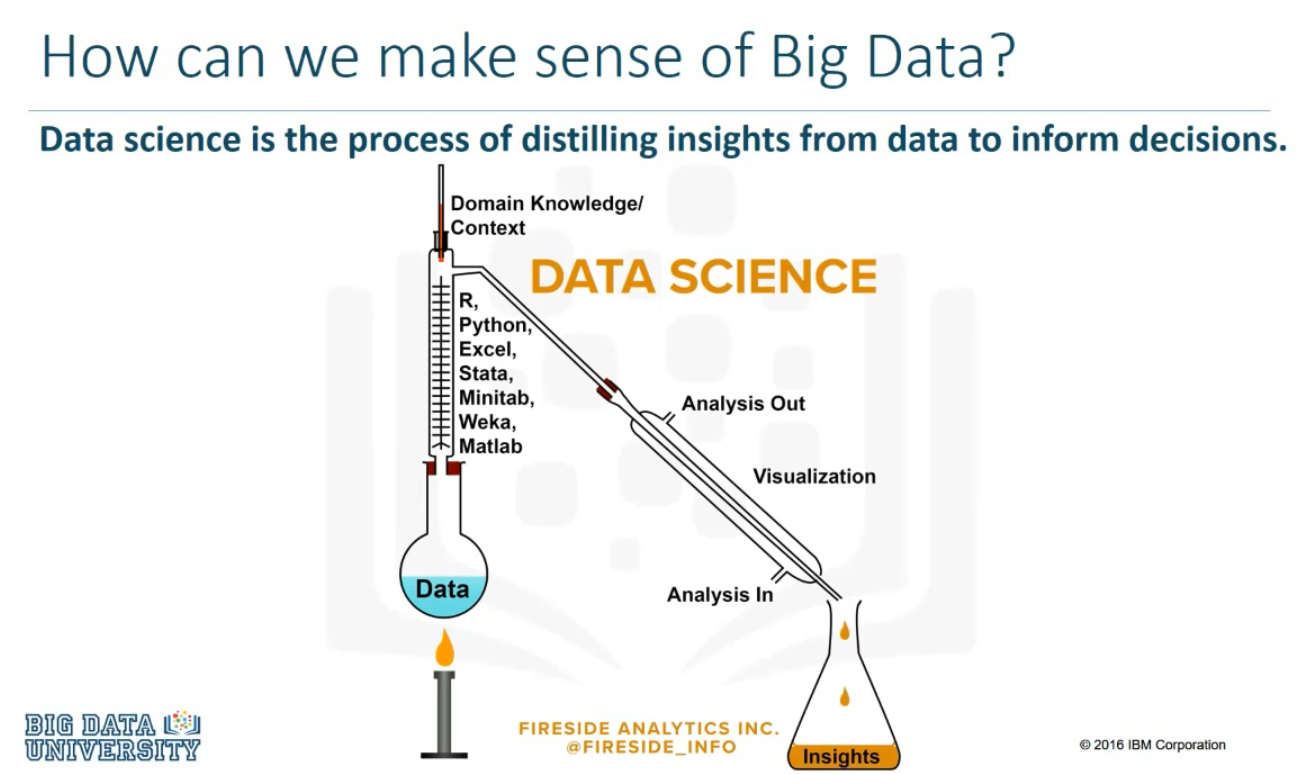 How can we make sense of Big Data?
Data science is the process of distilling insights from data to inform decisions.
Domain Knowledge/
Context
DATA SCIENCE
R,
Python,
Excel,
Stata,
Minitab,
Weka,
Matlab
Analysis Out
Visualization
Data
Analysis In
Insights
BIG DATA
UNIVERSITY
FIRESIDE ANALYTICS INC.
@FIRESIDE_INFO
© 2016 IBM Corporation